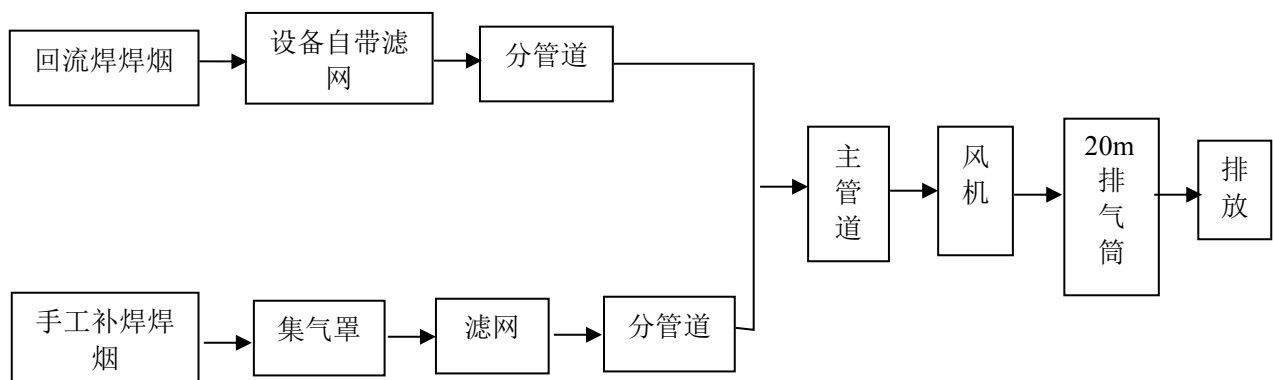 回流焊焊烟
设备自带滤
网
分管道
主
管
道
风
机
20m
排
气
筒
排
放
手工补焊焊
烟
集气罩
滤网
分管道